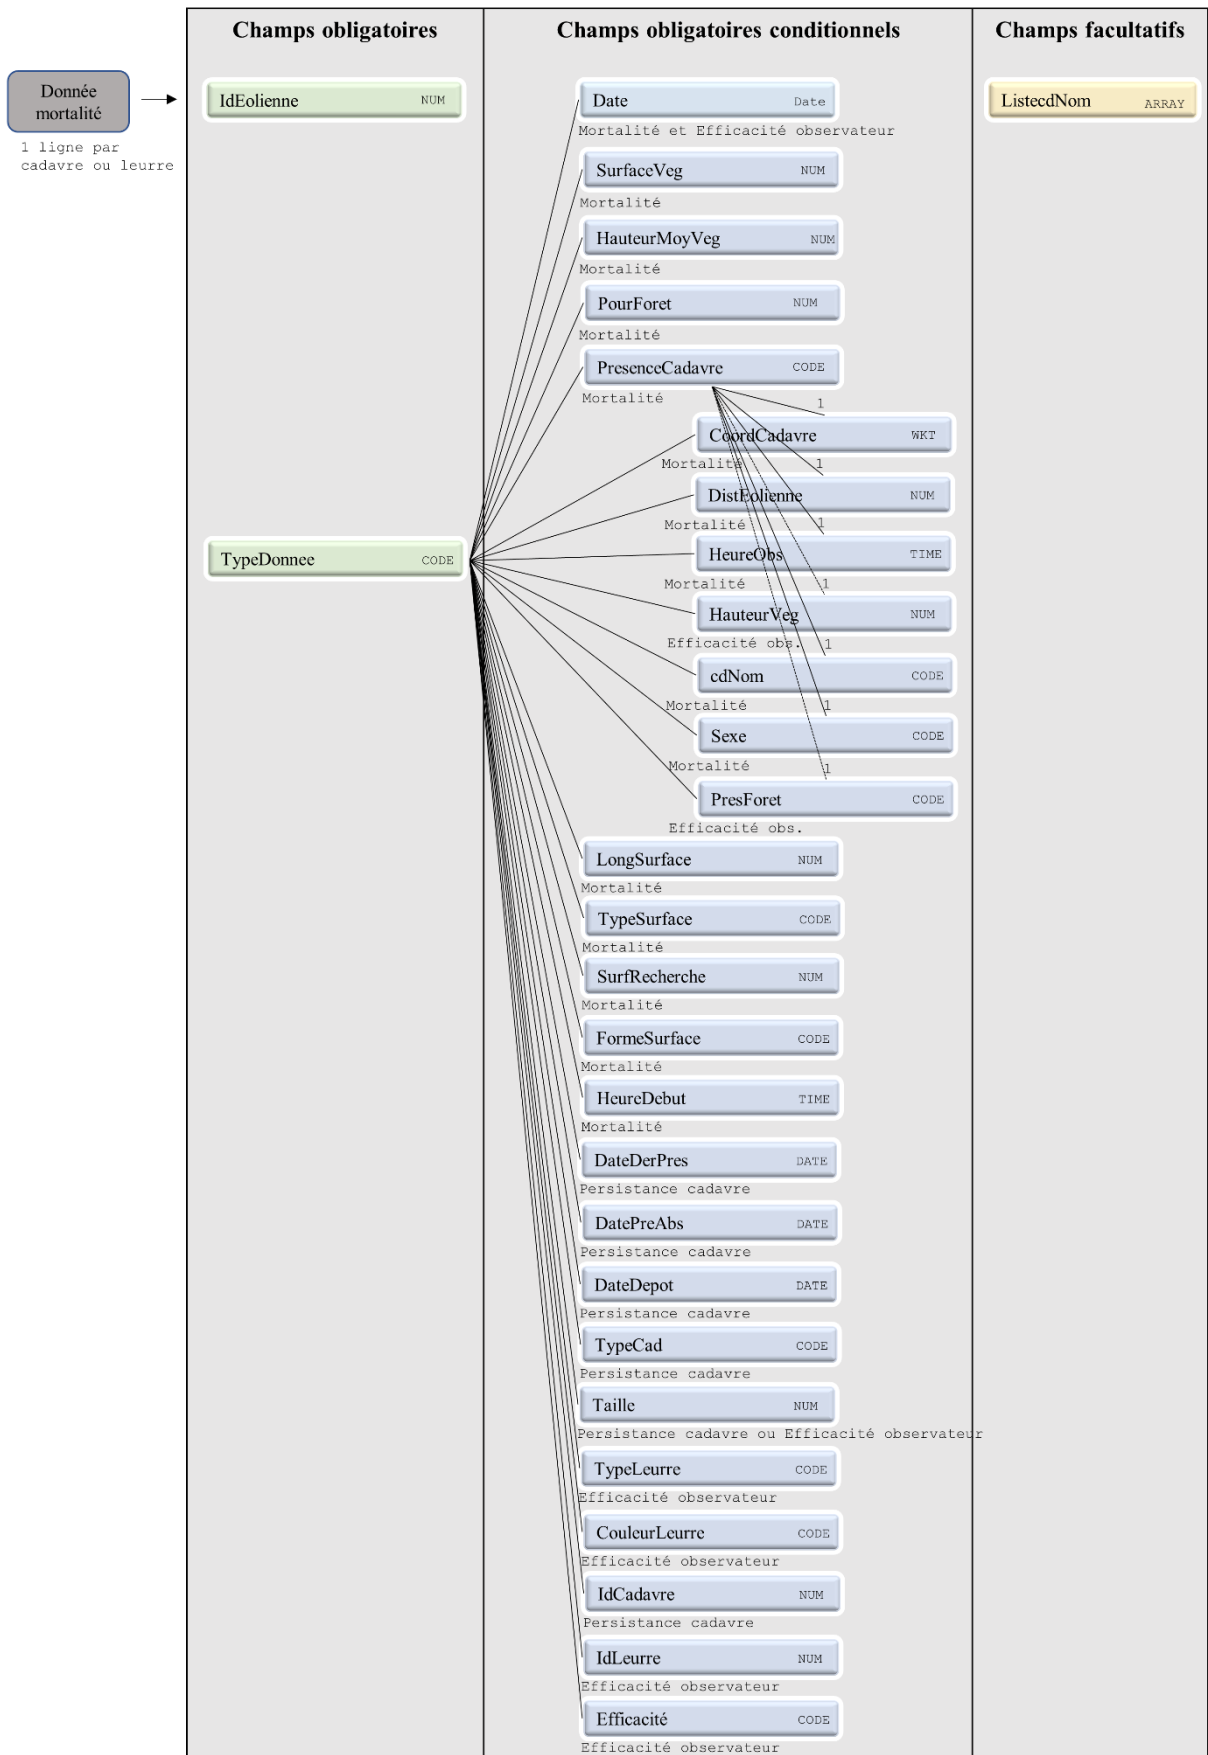 Champs obligatoires
Champs obligatoires conditionnels
Champs facultatifs
Donnée
mortalité
1 ligne par
cadavre ou leurre
IdEolienne NUM
TypeDonnee CODE
Date Date
Mortalité et Efficacité observateur
SurfaceVeg NUM
Mortalité
HauteurMoyVeg NUM
Mortalité
PourForet NUM
Mortalité
PresenceCadavre CODE
Mortalité
1
CoordCadavre WKT
Mortalité
1
DistEolienne NUM
Mortalité
1
HeureObs TIME
Mortalité
1
HauteurVeg NUM
Efficacité obs.
1
cdNom CODE
Mortalité
1
Sexe CODE
Mortalité
1
PresForet CODE
Efficacité obs.
LongSurface NUM
Mortalité
TypeSurface CODE
Mortalité
SurfRecherche NUM
Mortalité
FormeSurface CODE
Mortalité
HeureDebut TIME
Mortalité
DateDerPres DATE
Persistance cadavre
DatePreAbs DATE
Persistance cadavre
DateDepot DATE
Persistance cadavre
TypeCad CODE
Persistance cadavre
Taille NUM
Persistance cadavre ou Efficacité observateur
TypeLeurre CODE
Efficacité observateur
CouleurLeurre CODE
Efficacité observateur
IdCadavre NUM
Persistance cadavre
IdLeurre NUM
Efficacité observateur
Efficacité CODE
Efficacité observateur
ListecdNom ARRAY